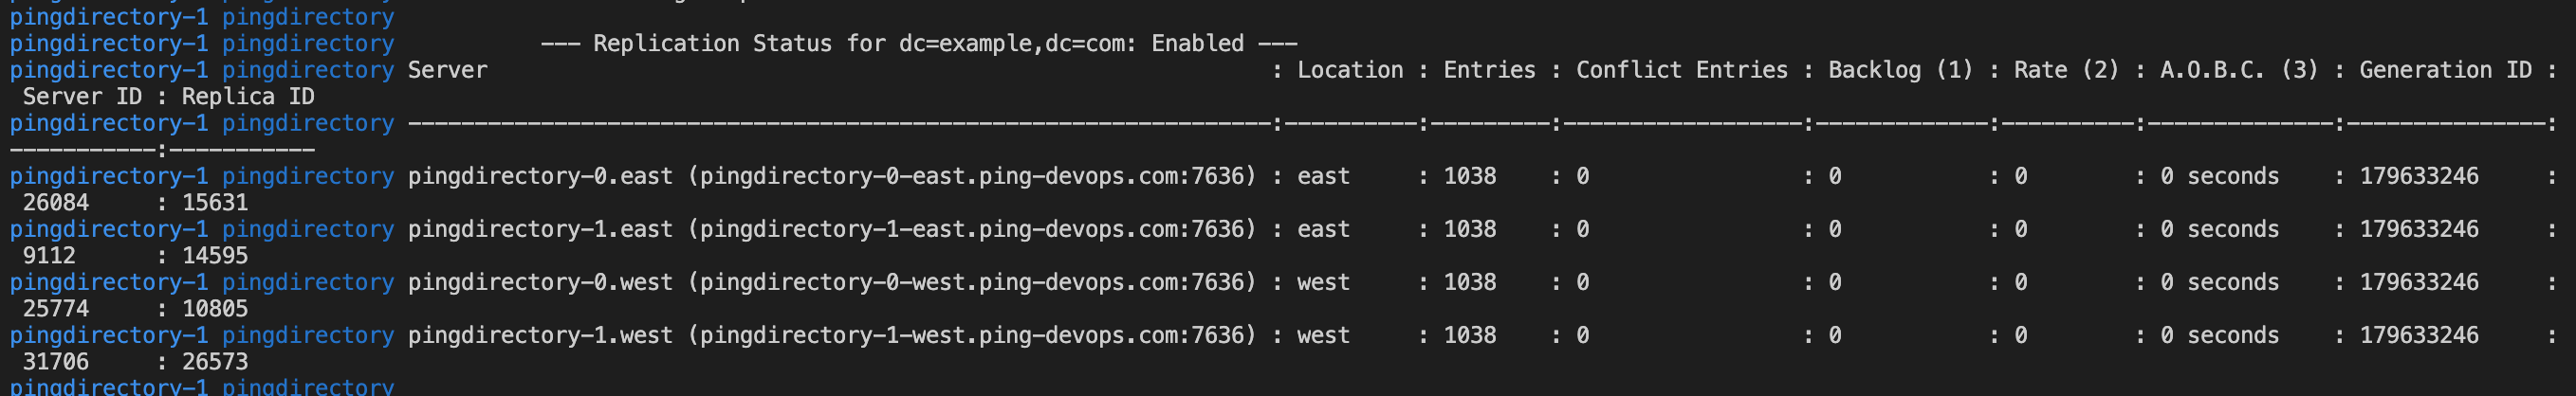 pingdirectory-1 pingdirectory
pingdirectory-1 pingdirectory           --- Replication Status for dc=example,dc=com: Enabled ---
pingdirectory-1 pingdirectory Server                                                           : Location : Entries : Conflict Entries : Backlog (1) : Rate (2) : A.O.B.C. (3) : Generation ID :
 Server ID : Replica ID
pingdirectory-1 pingdirectory -----------------------------------------------------------------:----------:---------:------------------:-------------:----------:--------------:---------------:
-----------:-----------
pingdirectory-1 pingdirectory pingdirectory-0.east (pingdirectory-0-east.ping-devops.com:7636) : east     : 1038    : 0                : 0           : 0        : 0 seconds    : 179633246     :
 26084     : 15631
pingdirectory-1 pingdirectory pingdirectory-1.east (pingdirectory-1-east.ping-devops.com:7636) : east     : 1038    : 0                : 0           : 0        : 0 seconds    : 179633246     :
 9112      : 14595
pingdirectory-1 pingdirectory pingdirectory-0.west (pingdirectory-0-west.ping-devops.com:7636) : west     : 1038    : 0                : 0           : 0        : 0 seconds    : 179633246     :
 25774     : 10805
pingdirectory-1 pingdirectory pingdirectory-1.west (pingdirectory-1-west.ping-devops.com:7636) : west     : 1038    : 0                : 0           : 0        : 0 seconds    : 179633246     :
 31706     : 26573
pingdirectory-1 pingdirectory